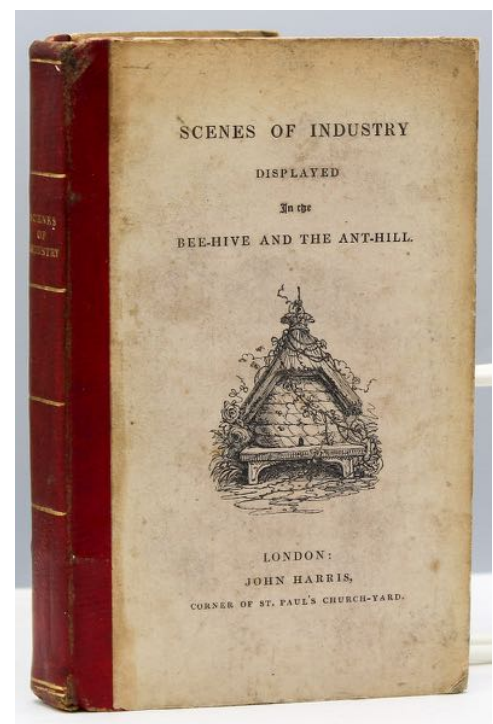 SCENES
OF
INDUSTRY
SCENES OF INDUSTRY
DISPLAYED
In the
BEE-HIVE AND THE ANT-HILL.
LONDON:
JOHN HARRIS,
CORNER OF ST. PAUL'S CHURCH-YARD.